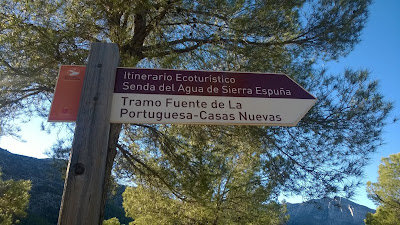 Itinerario Ecoturístico
Senda del Agua de Sierra Espuña
Tramo Fuente de La
Portuguesa-Casas Nuevas